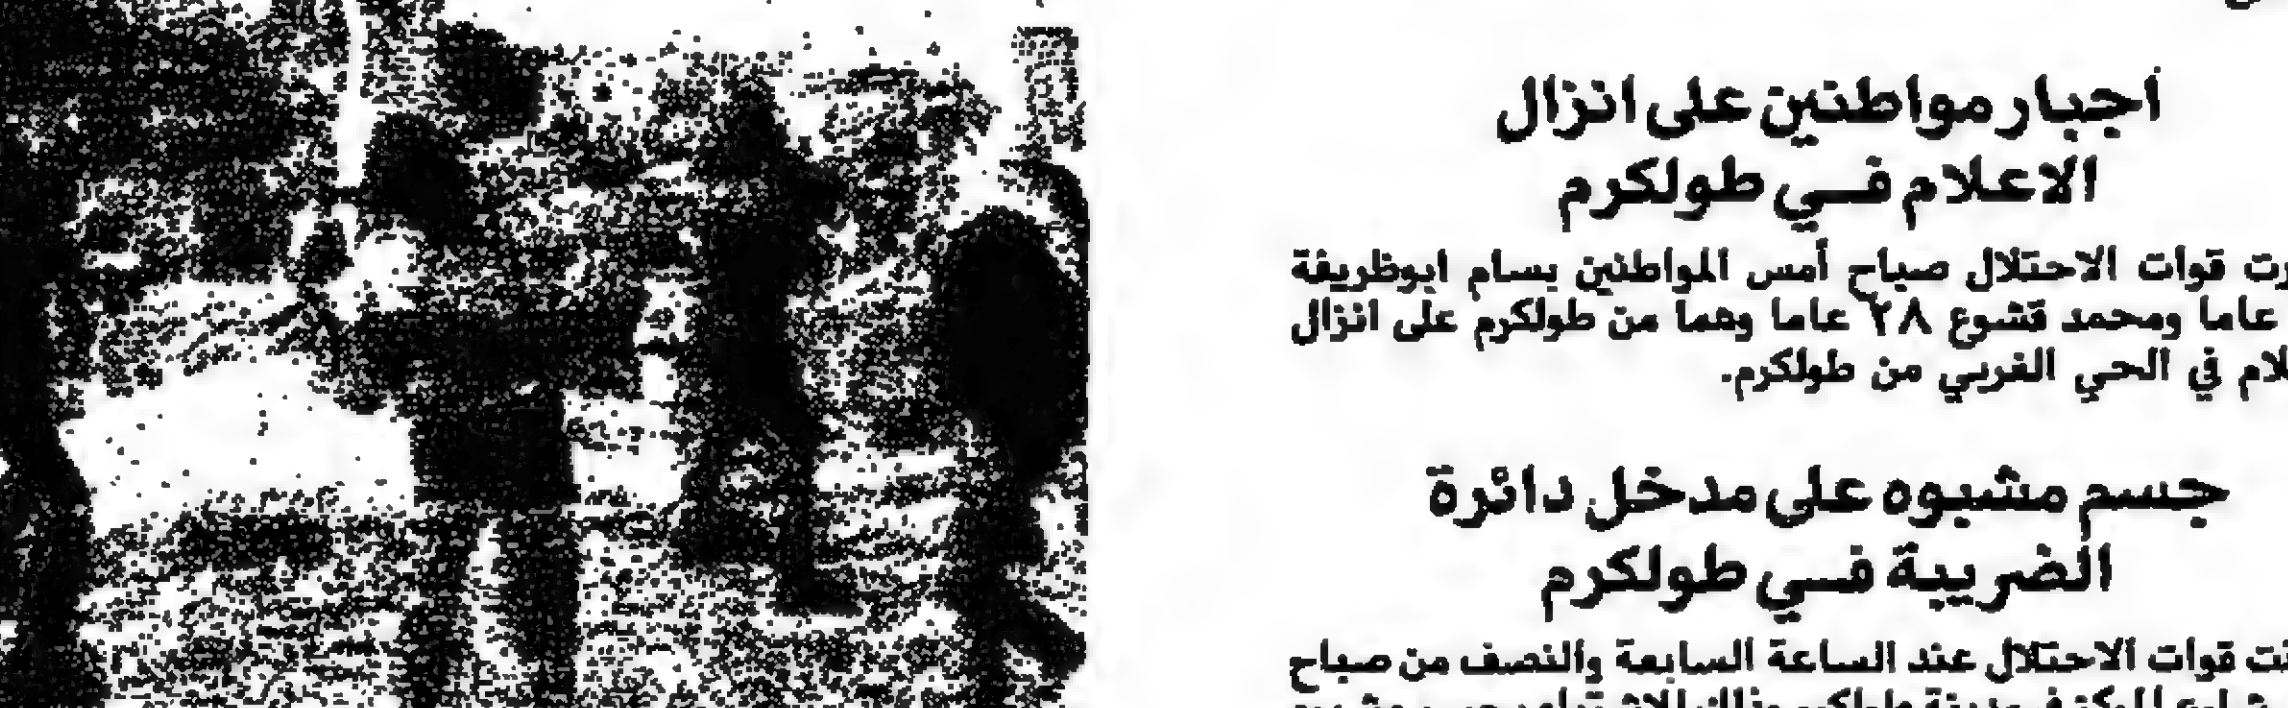 اجبار مواطنين على انزال
الاعلام في طولكرم
قوات الاحتلال صباح أمس المواطنين بسام ابوظريفة
عاما ومحمد قشوع ٢٨ عاما وهما من طولكرم على انزال
في الحي الغربي من طولكرم.
جسم مشبوه على مدخل دائرة
الضريبة في طولكرم
قوات الاحتلال عند الساعة السابعة والنصف من صباح